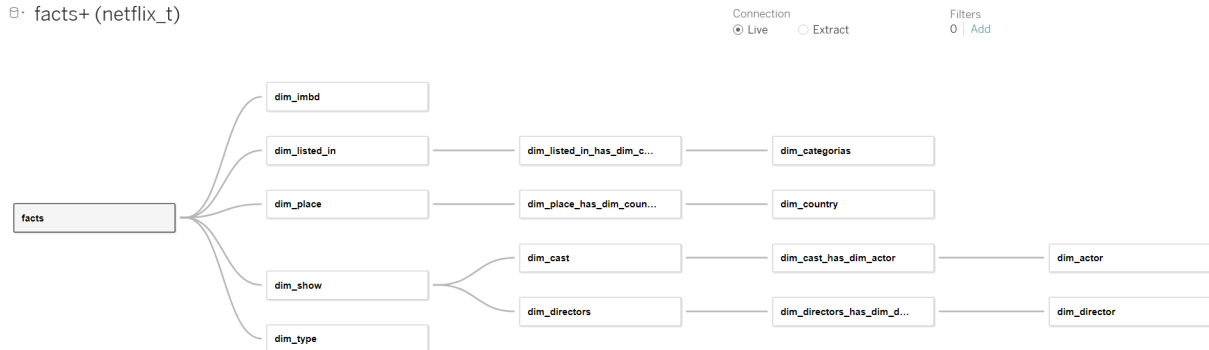 facts+ (netflix_t)
Connection
Live Extract
Filters
0 Add
dim_imbd
dim_listed_in dim_listed_in_has_dim_c... dim_categorias
dim_place dim_place_has_dim_coun... dim_country
facts
dim_cast dim_cast_has_dim_actor dim_actor
dim_show
dim_directors dim_directors_has_dim_d... dim_director
dim_type